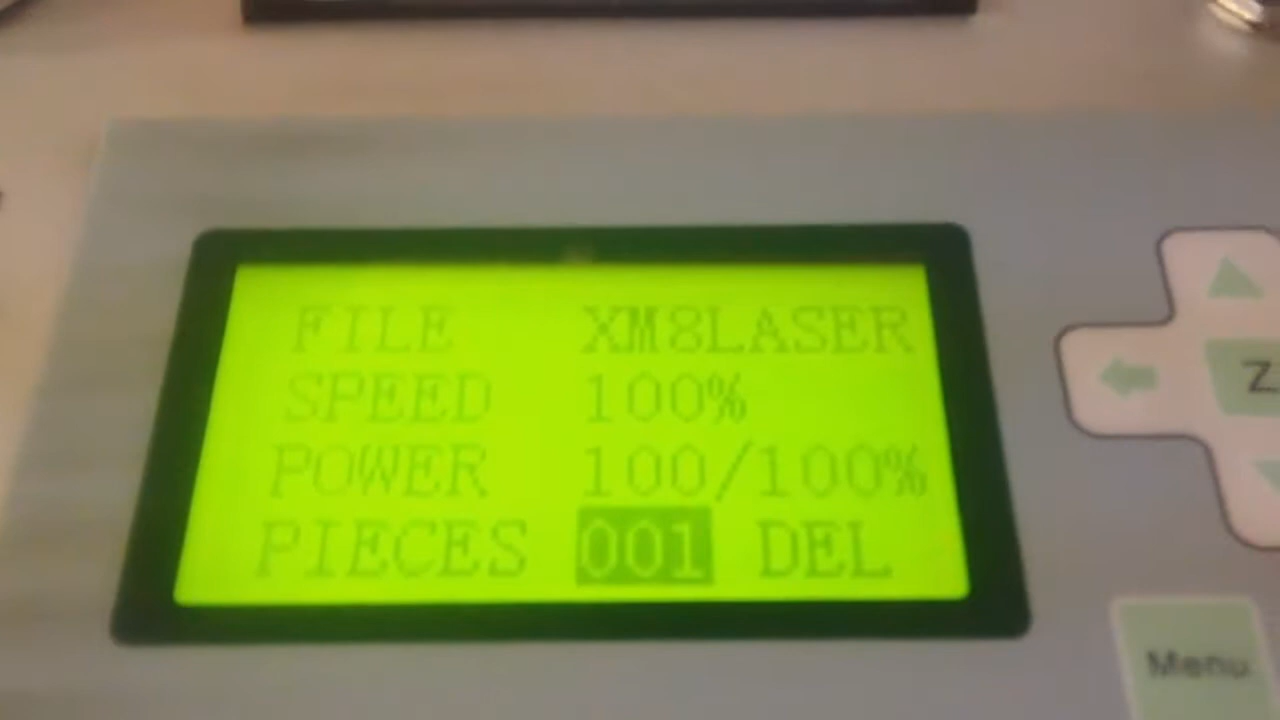 FILE XM8LASER
SPEED 100%
POWER 100/100%
PIECES 001 DEL
Z
Menu